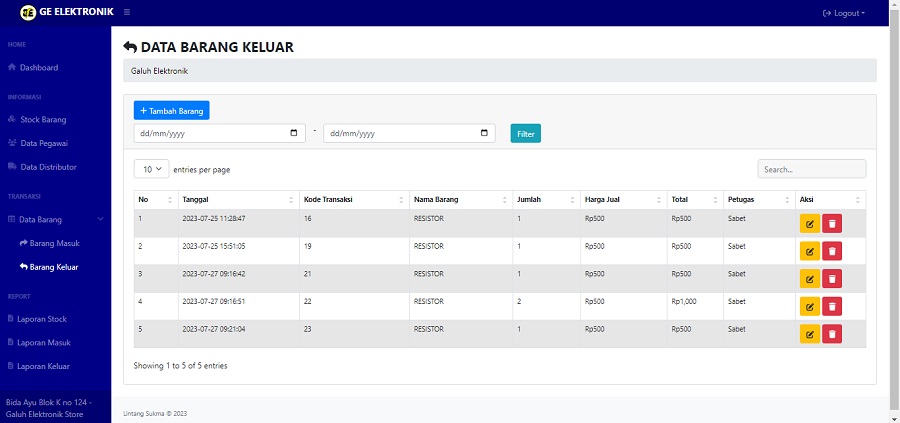 GE ELEKTRONIK
Logout
HOME
Dashboard
INFORMASI
Stock Barang
Data Pegawai
Data Distributor
TRANSARSI
Data Barang
Barang Masuk
Barang Keluar
REPORT
Laporan Stock
Laporan Masuk
Laporan Keluar
Bida Ayu Blok K no 124 -
Galuh Elektronik Store
DATA BARANG KELUAR
Galuh Elektronik
+ Tambah Barang
dd/mm/yyyy - dd/mm/yyyy Filter
10 entries per page Search...
No Tanggal Kode Transaksi Nama Barang Jumlah Harga Jual Total Petugas Aksi
1 2023-07-25 11:28:47 16 RESISTOR 1 Rp500 Rp500 Sabet
2 2023-07-25 15:51:05 19 RESISTOR 1 Rp500 Rp500 Sabet
3 2023-07-27 09:16:42 21 RESISTOR 1 Rp500 Rp500 Sabet
4 2023-07-27 09:16:51 22 RESISTOR 2 Rp500 Rp1,000 Sabet
5 2023-07-27 09:21:04 23 RESISTOR 1 Rp500 Rp500 Sabet
Showing 1 to 5 of 5 entries
Lintang Sukma © 2023